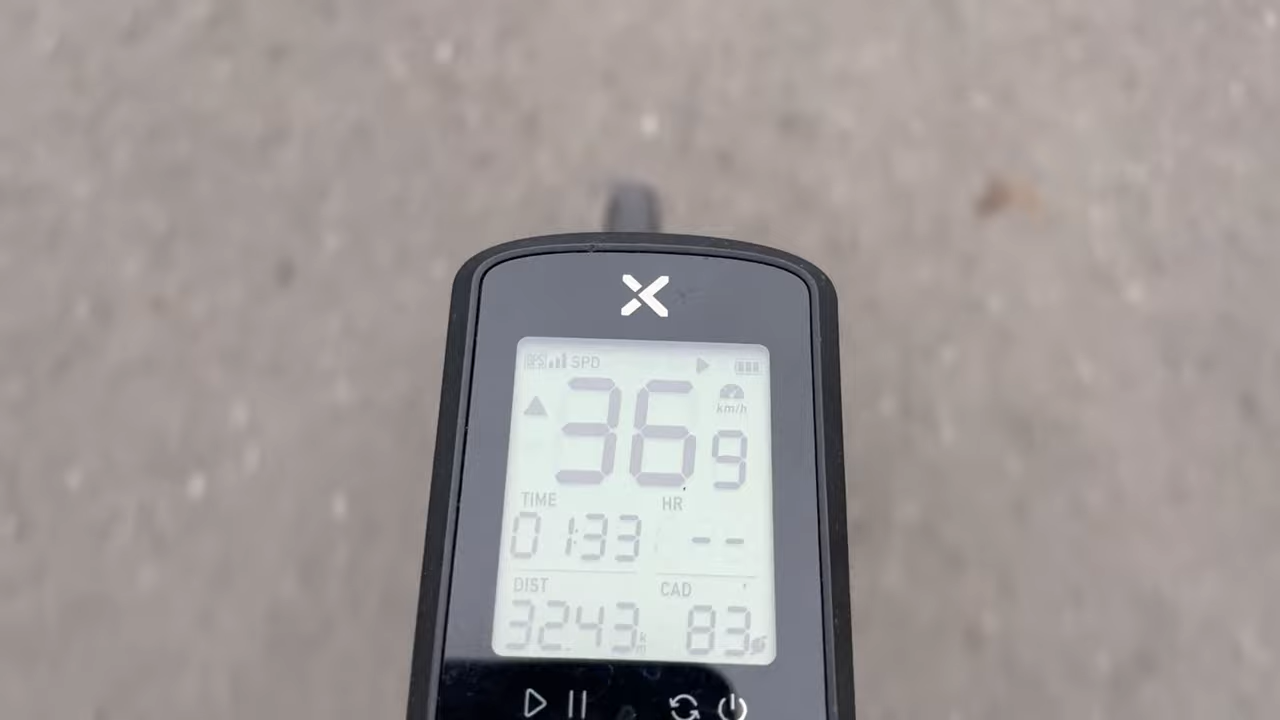 GPS SPD
36.9
km/h
TIME HR
01:33 --
DIST CAD
32.43 km 83